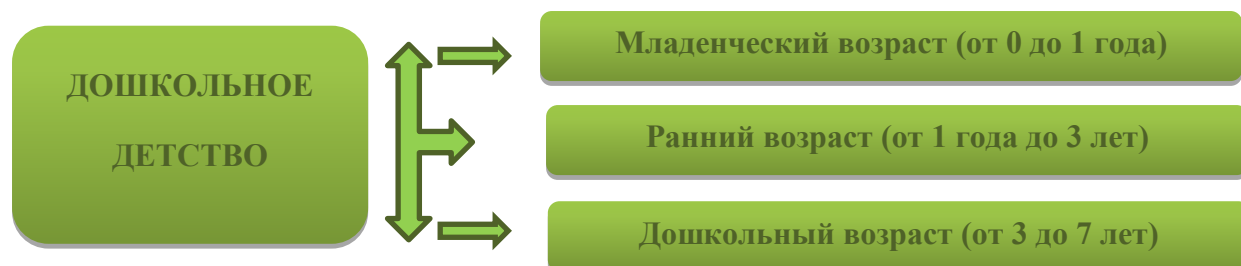 ДОШКОЛЬНОЕ
ДЕТСТВО
Младенческий возраст (от 0 до 1 года)
Ранний возраст (от 1 года до 3 лет)
Дошкольный возраст (от 3 до 7 лет)